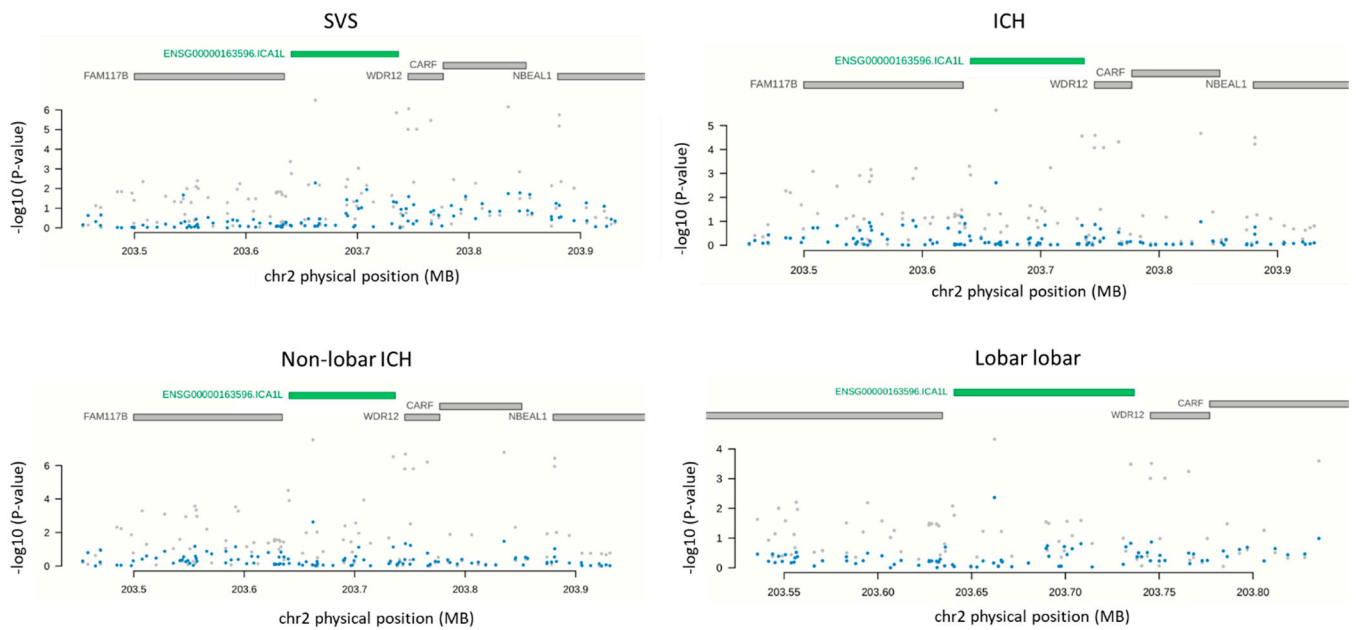 SVS
ENSG00000163596.ICA1L
CARF
FAM117B WDR12 NBEAL1
6
5
4
3
2
1
0
-log10 (P-value)
203.5 203.6 203.7 203.8 203.9
chr2 physical position (MB)
ICH
ENSG00000163596.ICA1L
CARF
FAM117B WDR12 NBEAL1
5
4
3
2
1
0
-log10 (P-value)
203.5 203.6 203.7 203.8 203.9
chr2 physical position (MB)
Non-lobar ICH
ENSG00000163596.ICA1L
CARF
FAM117B WDR12 NBEAL1
6
4
2
0
-log10 (P-value)
203.5 203.6 203.7 203.8 203.9
chr2 physical position (MB)
Lobar lobar
ENSG00000163596.ICA1L
CARF
WDR12
4
3
2
1
0
-log10 (P-value)
203.55 203.60 203.65 203.70 203.75 203.80
chr2 physical position (MB)